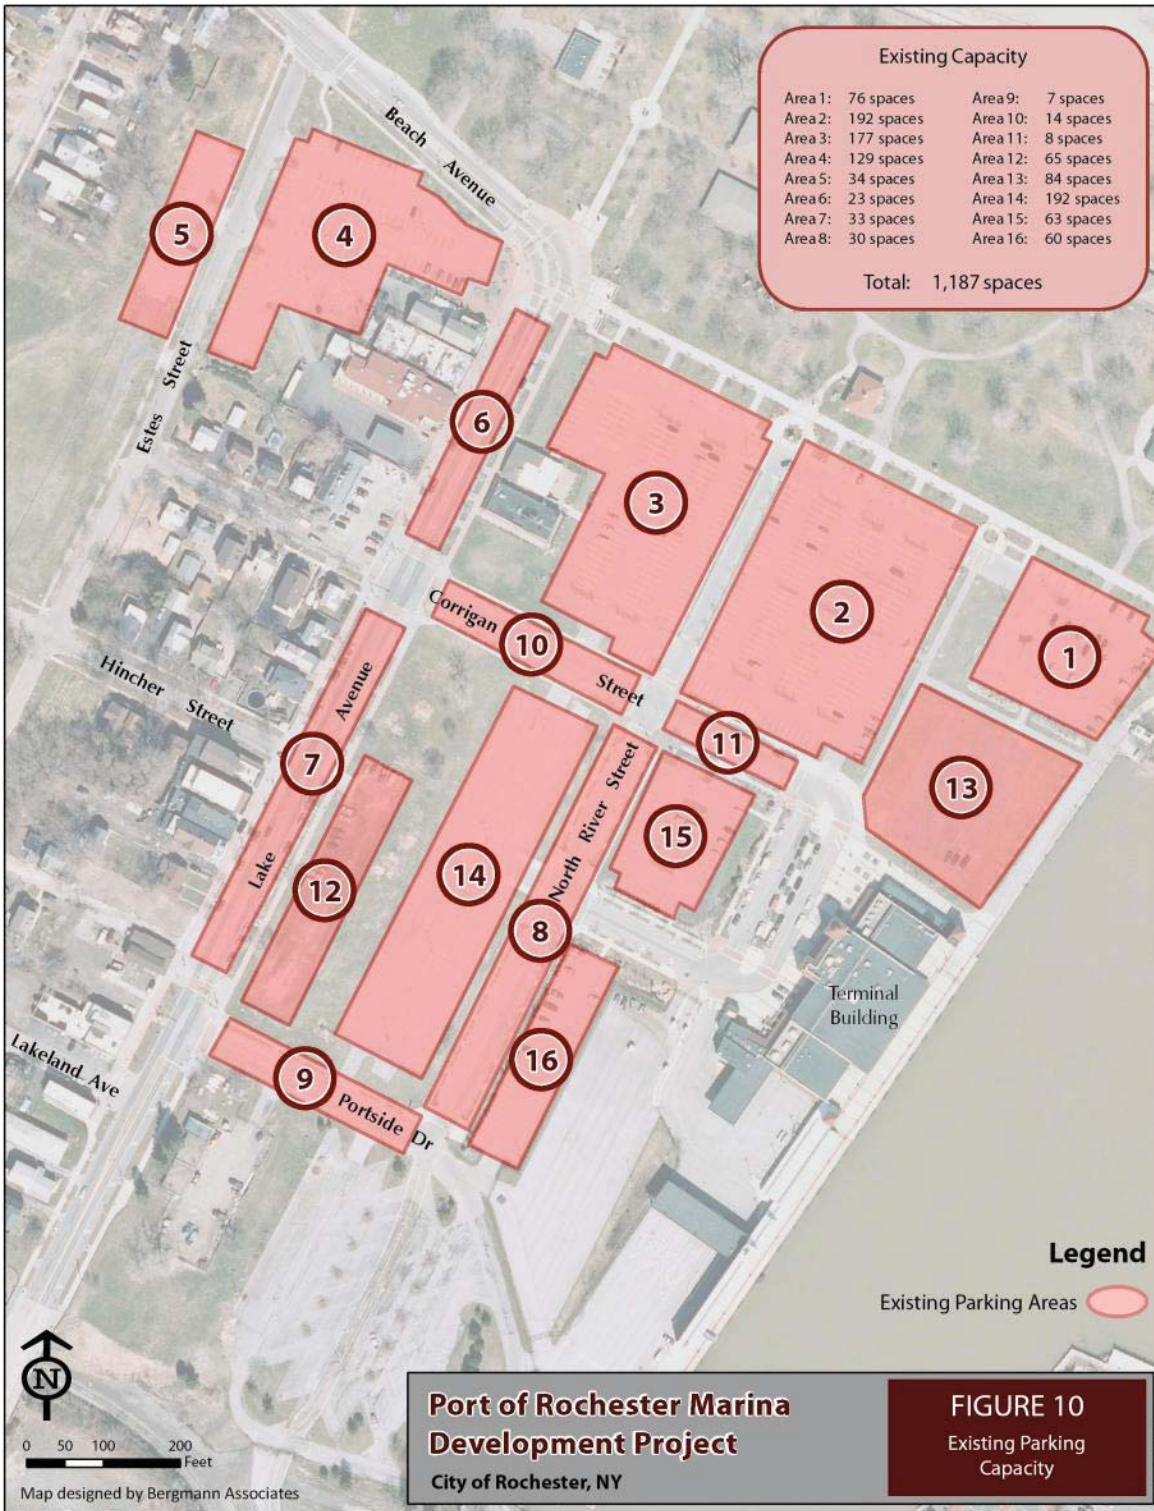 Existing Capacity
Area 1: 76 spaces
Area 2: 192 spaces
Area 3: 177 spaces
Area 4: 129 spaces
Area 5: 34 spaces
Area 6: 23 spaces
Area 7: 33 spaces
Area 8: 30 spaces
Area 9: 7 spaces
Area 10: 14 spaces
Area 11: 8 spaces
Area 12: 65 spaces
Area 13: 84 spaces
Area 14: 192 spaces
Area 15: 63 spaces
Area 16: 60 spaces
Total: 1,187 spaces
Beach Avenue
5
4
Estes Street
6
3
2
1
Corrigan Street
10
11
Hincher Street
Lake Avenue
7
13
North River Street
15
14
12
8
Terminal
Building
16
Lakeland Ave
9
Portside Dr
Legend
Existing Parking Areas
N
0 50 100 200
Feet
Map designed by Bergmann Associates
Port of Rochester Marina
Development Project
City of Rochester, NY
FIGURE 10
Existing Parking
Capacity